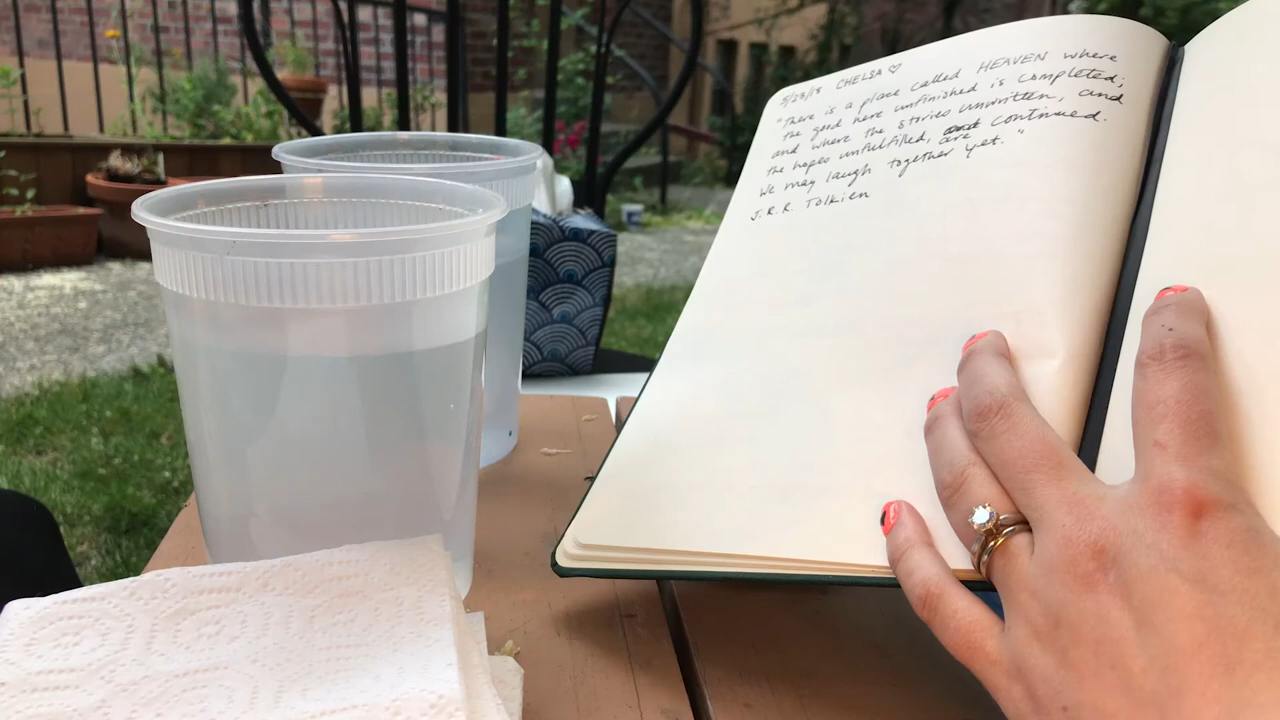 5/23/18 CHELSA ♡
"There is a place called HEAVEN where
the good here unfinished is completed;
and where the stories unwritten, and
the hopes unfulfilled, are continued.
We may laugh together yet."
J.R.R. Tolkien